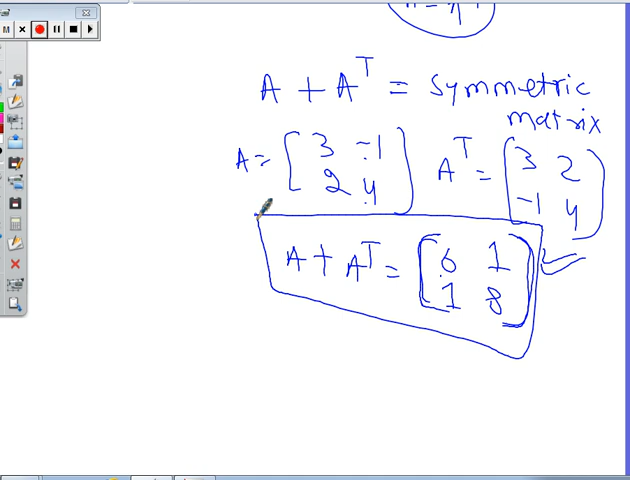 M
A + A^T = symmetric
matrix
A = [3 -1
2 4] A^T = [3 2
-1 4]
A + A^T = [6 1
1 8]